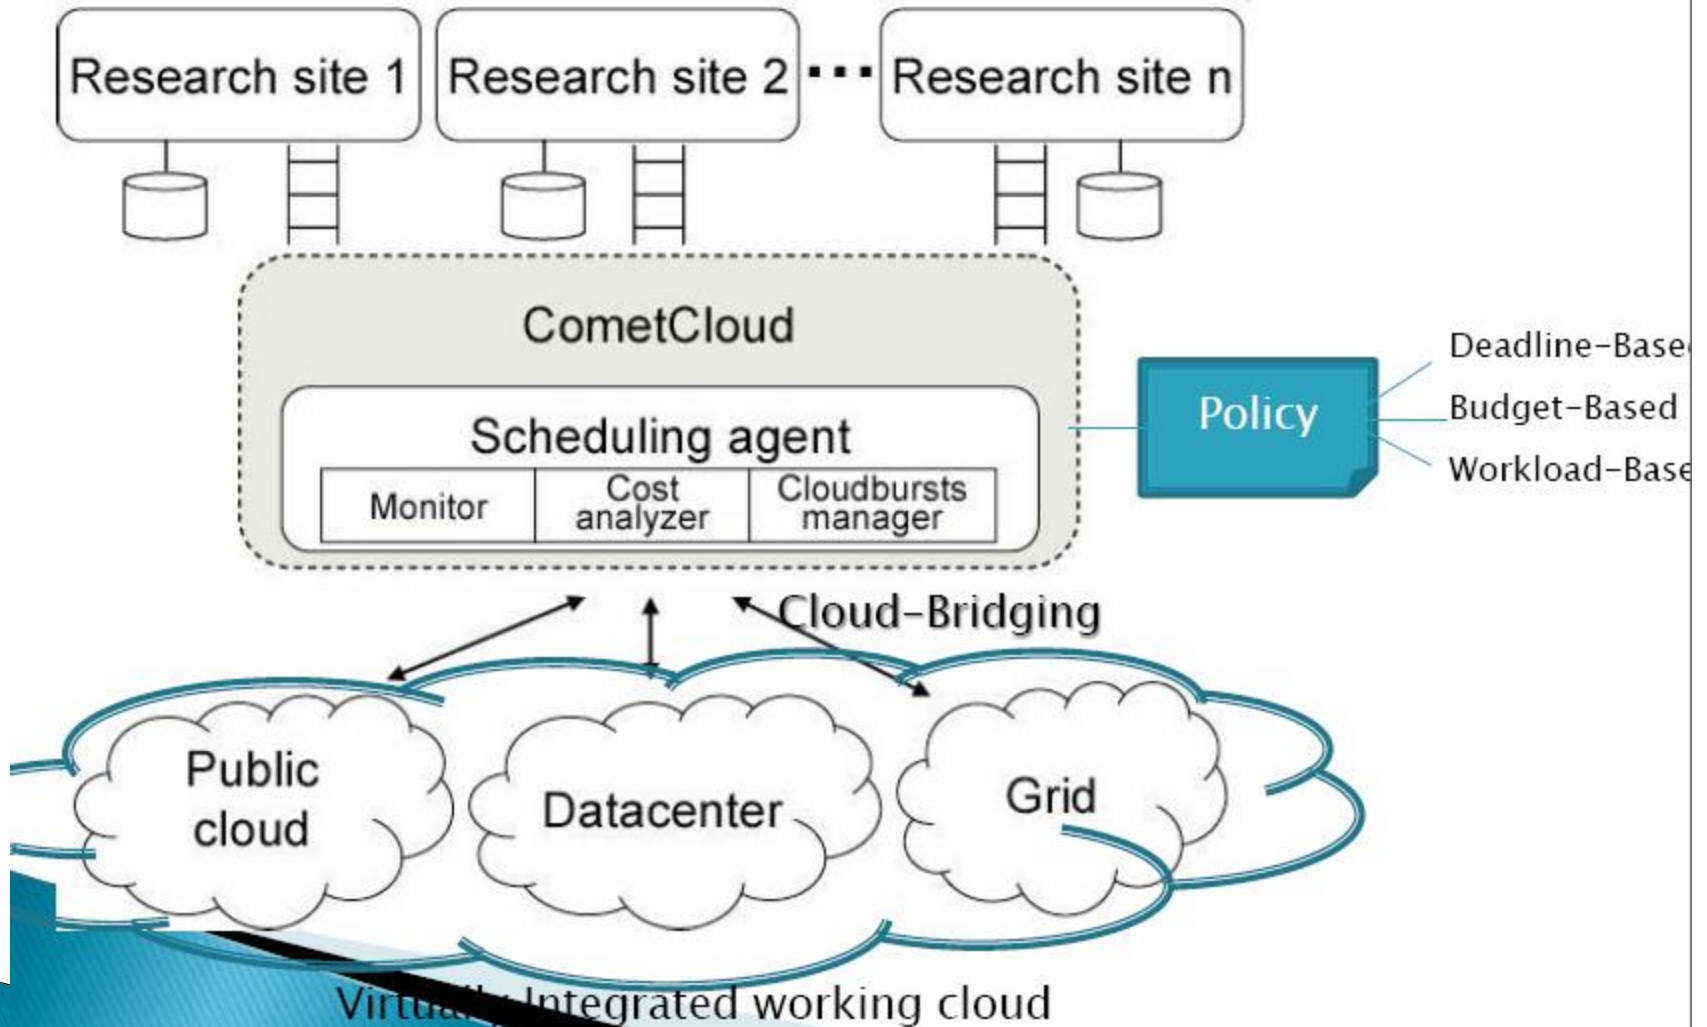 Research site 1
Research site 2
Research site n
CometCloud
Scheduling agent
Monitor
Cost
analyzer
Cloudbursts
manager
Policy
Deadline-Base
Budget-Based
Workload-Base
Cloud-Bridging
Public
cloud
Datacenter
Grid
Virtually Integrated working cloud